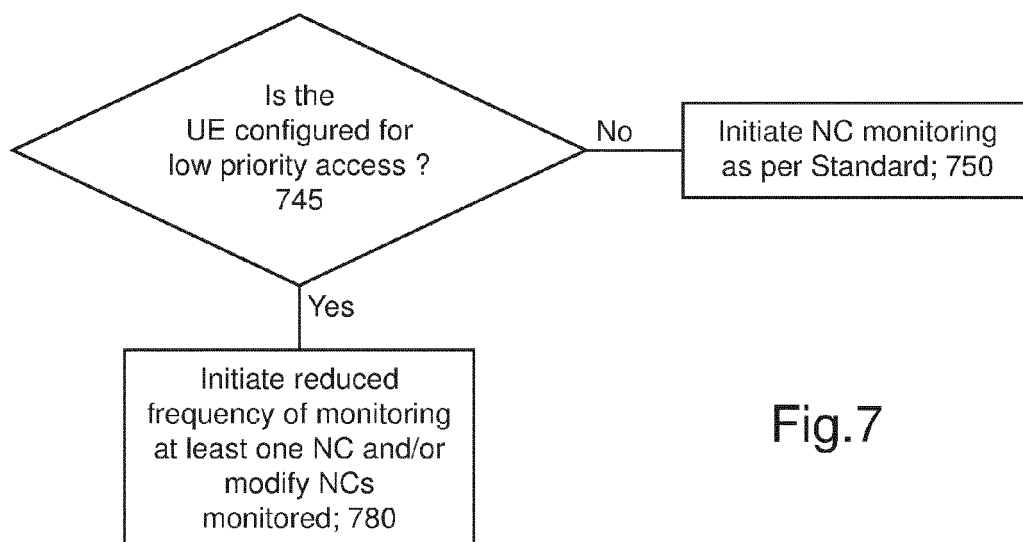 Is the
UE configured for
low priority access ?
745
No
Initiate NC monitoring
as per Standard; 750
Yes
Initiate reduced
frequency of monitoring
at least one NC and/or
modify NCs
monitored; 780
Fig.7